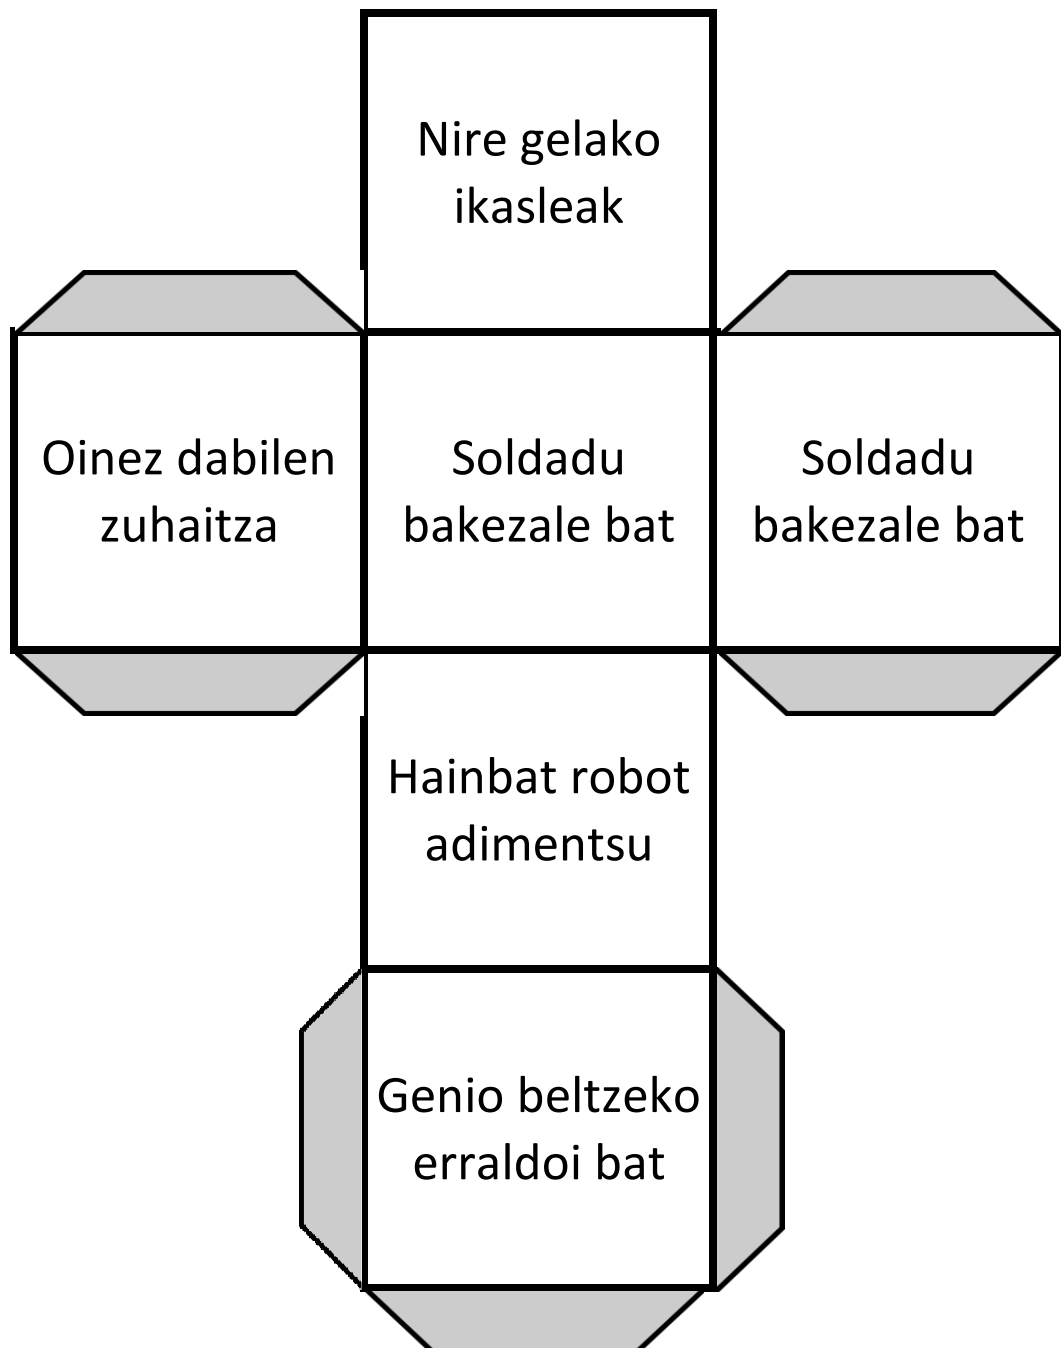 Nire gelako
ikasleak
Oinez dabilen
zuhaitza
Soldadu
bakezale bat
Soldadu
bakezale bat
Hainbat robot
adimentsu
Genio beltzeko
erraldoi bat